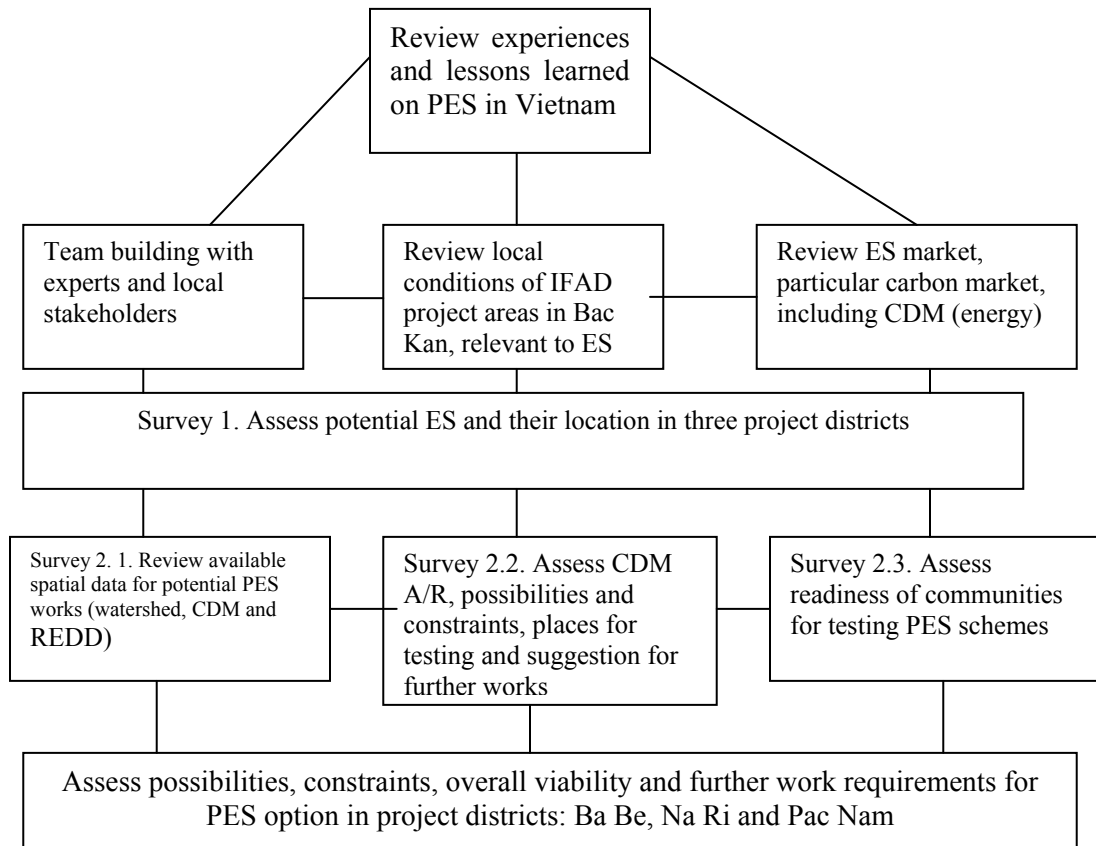 Review experiences
and lessons learned
on PES in Vietnam
Team building with
experts and local
stakeholders
Review local
conditions of IFAD
project areas in Bac
Kan, relevant to ES
Review ES market,
particular carbon market,
including CDM (energy)
Survey 1. Assess potential ES and their location in three project districts
Survey 2. 1. Review available
spatial data for potential PES
works (watershed, CDM and
REDD)
Survey 2.2. Assess CDM
A/R, possibilities and
constraints, places for
testing and suggestion for
further works
Survey 2.3. Assess
readiness of communities
for testing PES schemes
Assess possibilities, constraints, overall viability and further work requirements for
PES option in project districts: Ba Be, Na Ri and Pac Nam